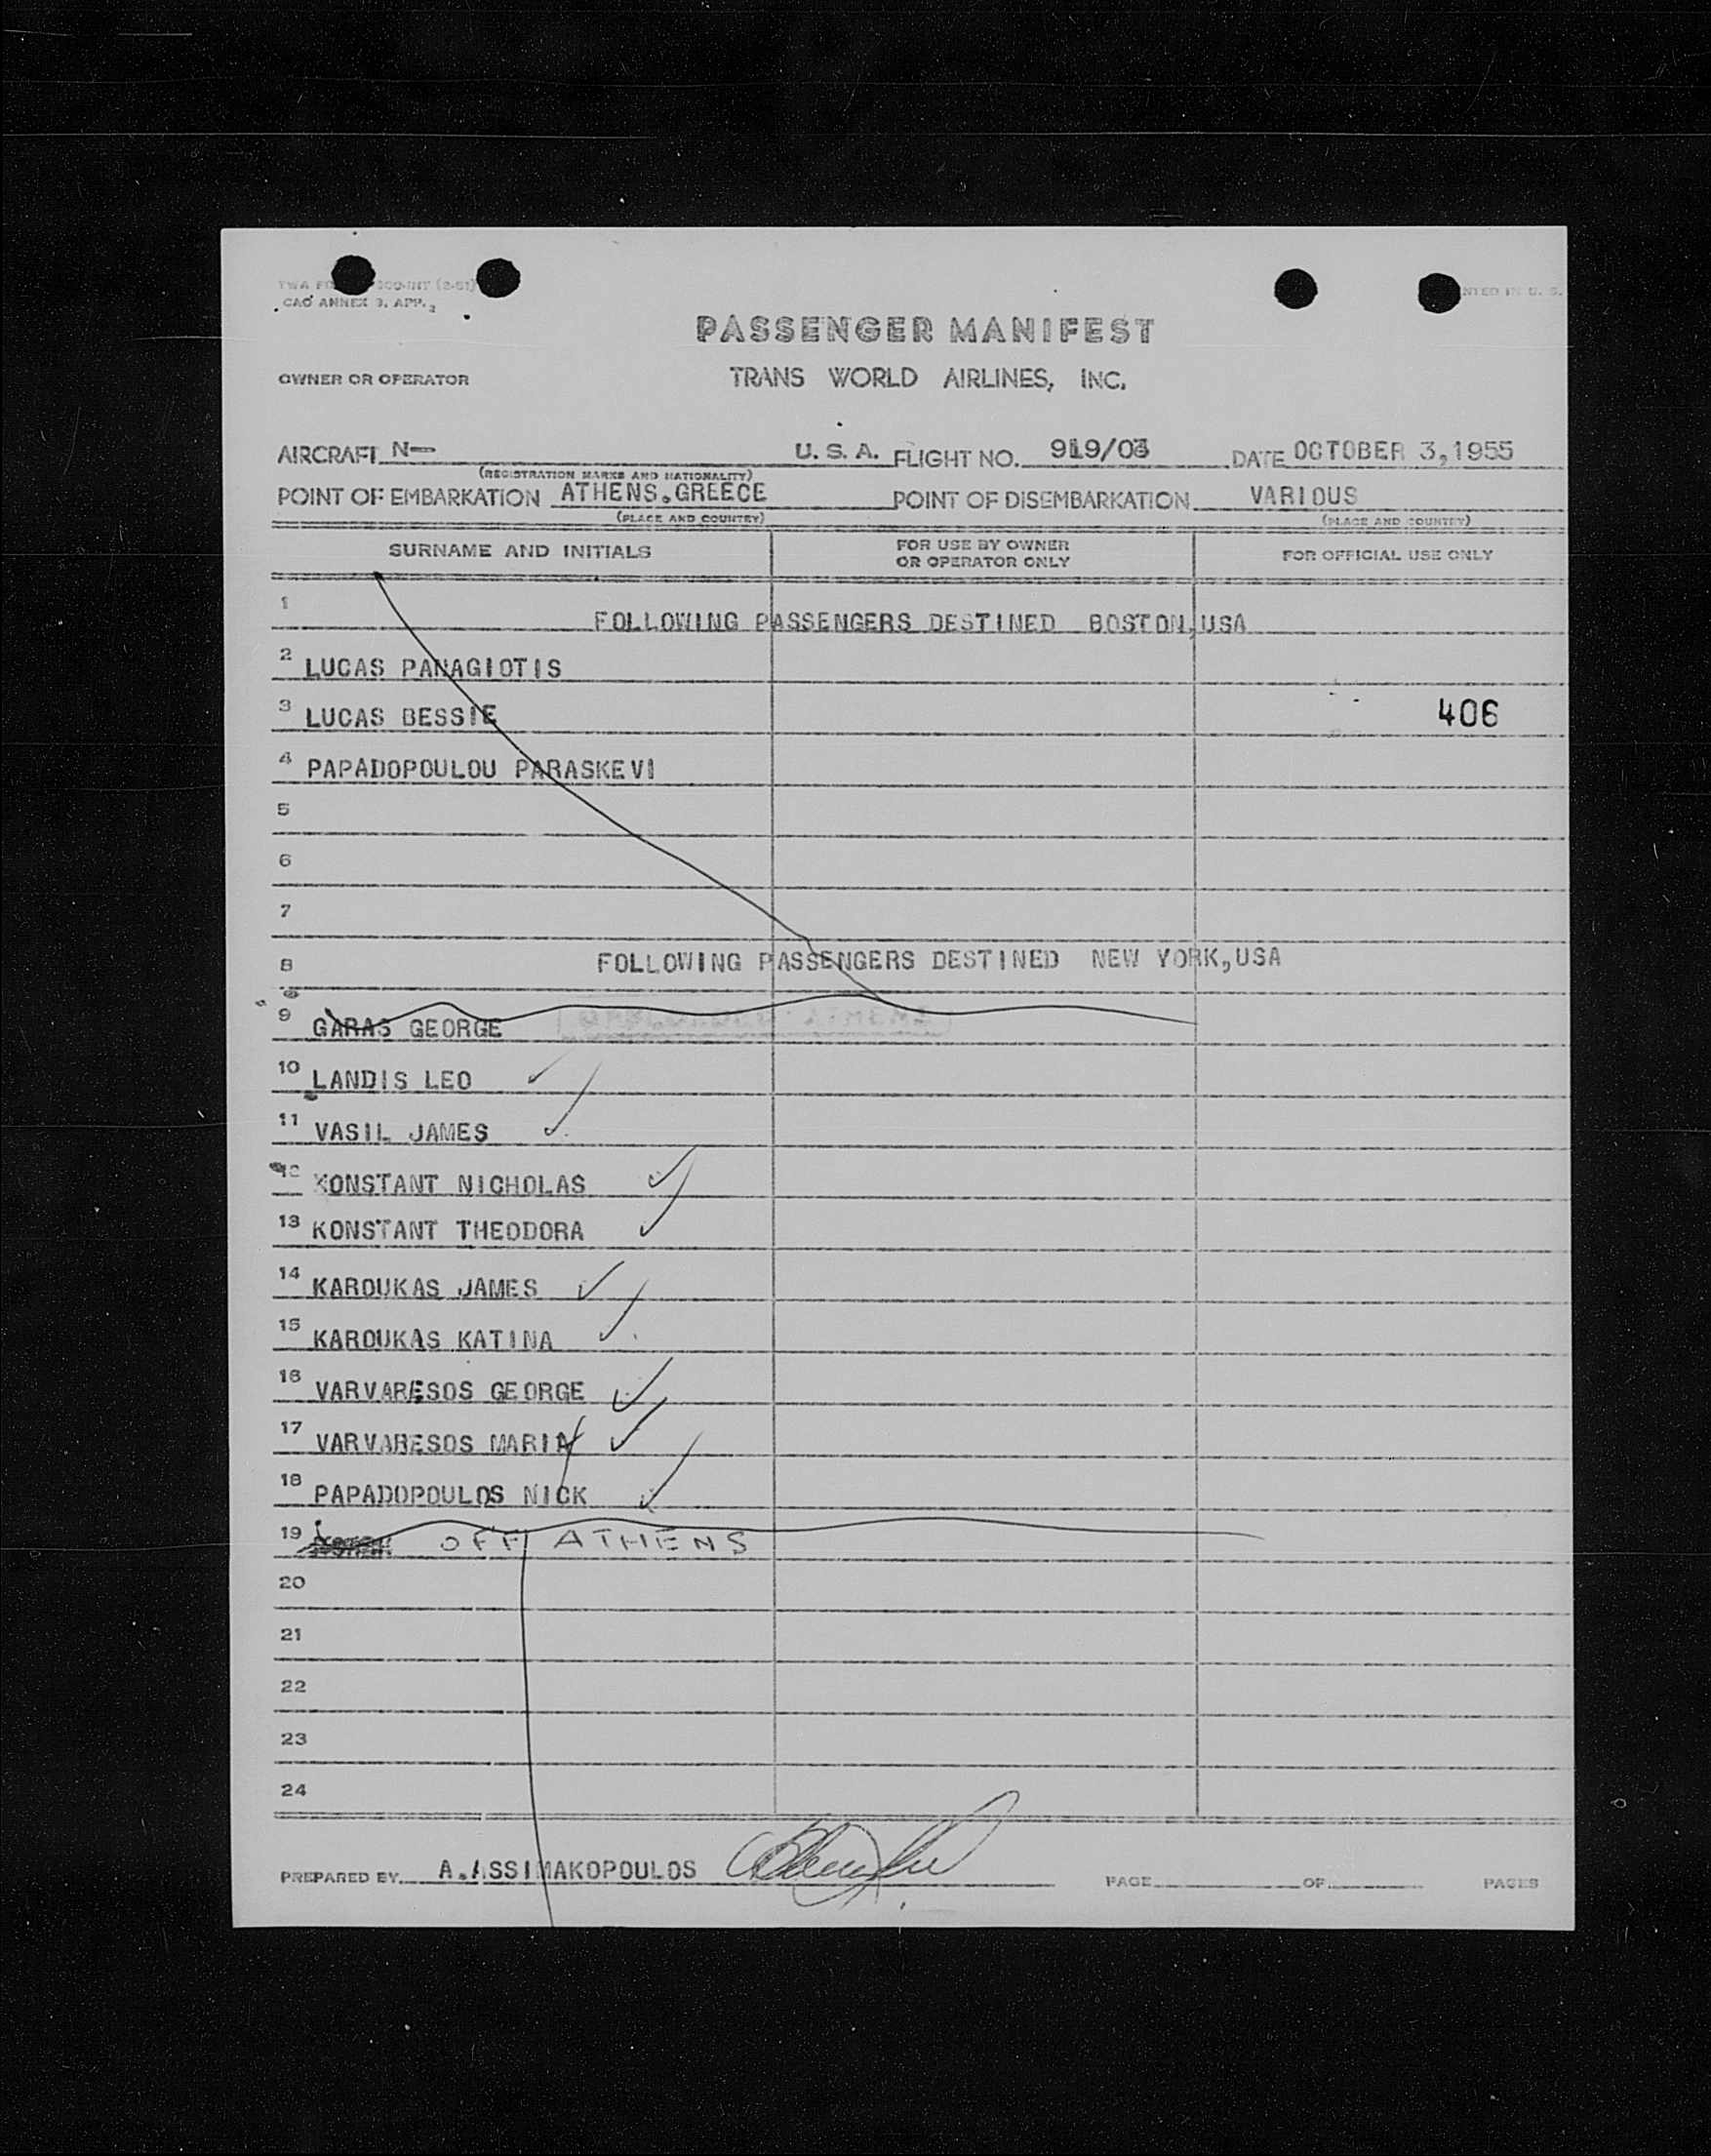 CAO ANNEX 9, APP. 2
PASSENGER MANIFEST
OWNER OR OPERATOR TRANS WORLD AIRLINES, INC.
AIRCRAFT N— U. S. A. FLIGHT NO. 919/03 DATE OCTOBER 3,1955
(REGISTRATION MARKS AND NATIONALITY)
POINT OF EMBARKATION ATHENS.GREECE POINT OF DISEMBARKATION VARIOUS
(PLACE AND COUNTRY) (PLACE AND COUNTRY)
SURNAME AND INITIALS FOR USE BY OWNER OR OPERATOR ONLY FOR OFFICIAL USE ONLY
1 FOLLOWING PASSENGERS DESTINED BOSTON,USA
2 LUCAS PANAGIOTIS
3 LUCAS BESSIE 406
4 PAPADOPOULOU PARASKEVI
5
6
7
8 FOLLOWING PASSENGERS DESTINED NEW YORK,USA
9 GARAS GEORGE
10 LANDIS LEO ✓
11 VASIL JAMES ✓
12 KONSTANT NICHOLAS ✓
13 KONSTANT THEODORA ✓
14 KAROUKAS JAMES ✓
15 KAROUKAS KATINA ✓
16 VARVARESOS GEORGE ✓
17 VARVARESOS MARIA ✓
18 PAPADOPOULOS NICK ✓
19 OFF ATHENS
20
21
22
23
24
PREPARED BY A.ASSIMAKOPOULOS PAGE OF PAGES